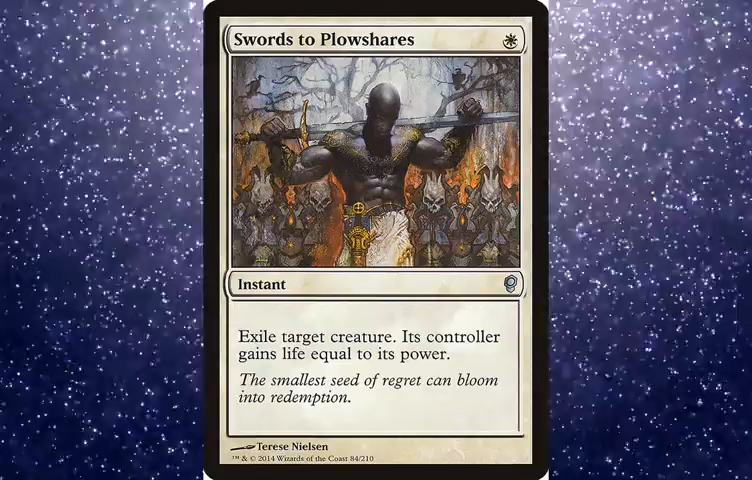 Swords to Plowshares
Instant
Exile target creature. Its controller
gains life equal to its power.
The smallest seed of regret can bloom
into redemption.
Terese Nielsen
™ & © 2014 Wizards of the Coast 84/210